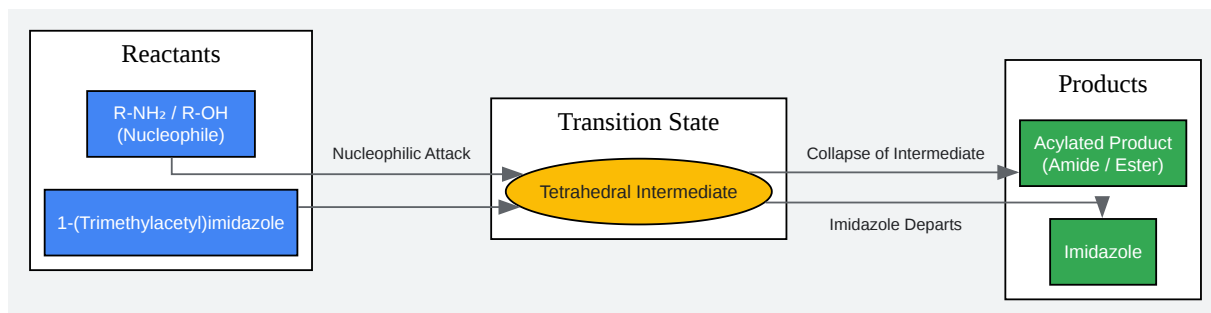 Reactants
R-NH₂ / R-OH
(Nucleophile)
1-(Trimethylacetyl)imidazole
Nucleophilic Attack
Transition State
Tetrahedral Intermediate
Collapse of Intermediate
Imidazole Departs
Products
Acylated Product
(Amide / Ester)
Imidazole